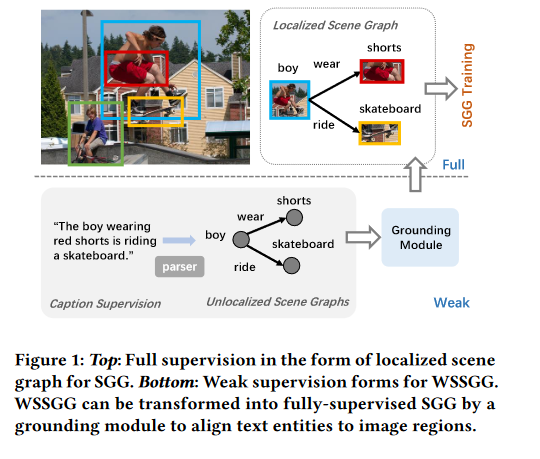 Localized Scene Graph
shorts
wear
boy
skateboard
ride
SGG Training
Full
shorts
wear
"The boy wearing
red shorts is riding
a skateboard."
boy
skateboard
parser
ride
Grounding
Module
Caption Supervision
Unlocalized Scene Graphs
Weak
Figure 1: Top: Full supervision in the form of localized scene
graph for SGG. Bottom: Weak supervision forms for WSSGG.
WSSGG can be transformed into fully-supervised SGG by a
grounding module to align text entities to image regions.